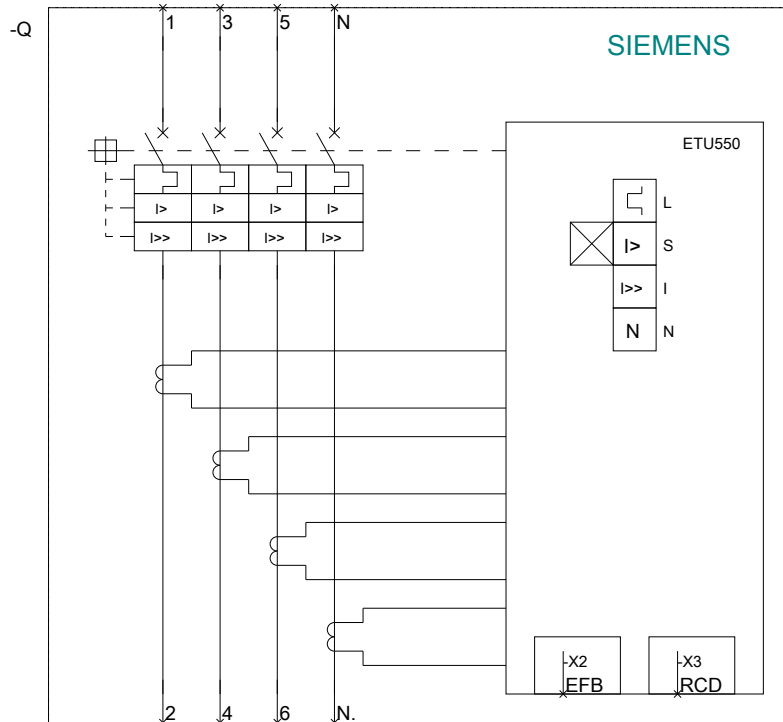 -Q
1 3 5 N
SIEMENS
ETU550
L
I> I> I> I>
I>> I>> I>> I>>
I> S
I>> I
N N
-X2
EFB
-X3
RCD
2 4 6 N.